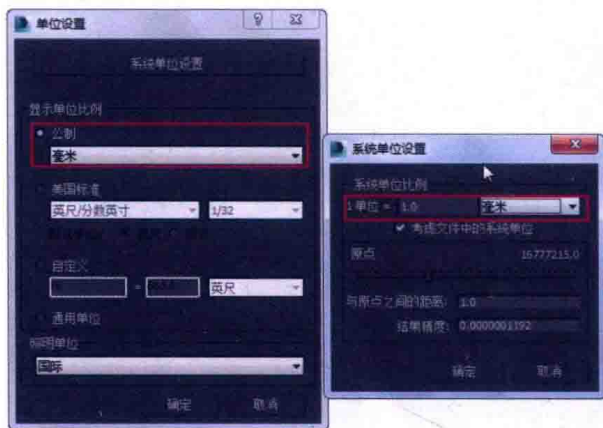 单位设置
系统单位设置
显示单位比例
公制
毫米
美国标准
英尺/分数英寸 1/32
自定义
= 英尺
通用单位
照明单位
国际
确定 取消
系统单位设置
系统单位比例
1单位= 1.0 毫米
考虑文件中的系统单位
原点 16777215.0
与原点之间的距离: 1.0
结果精度: 0.0000001192
确定 取消